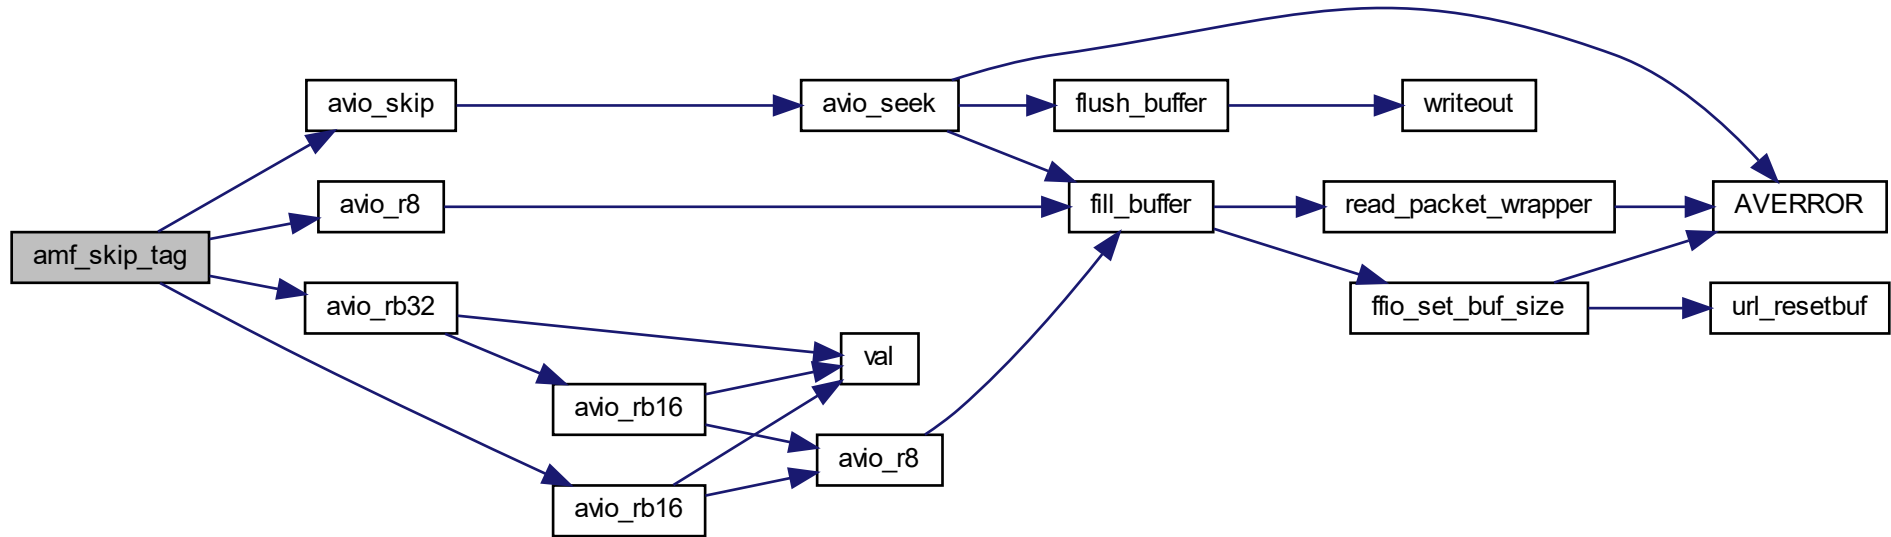 avio_skip
avio_seek
flush_buffer
writeout
avio_r8
fill_buffer
read_packet_wrapper
AVERROR
amf_skip_tag
avio_rb32
ffio_set_buf_size
url_resetbuf
val
avio_rb16
avio_r8
avio_rb16